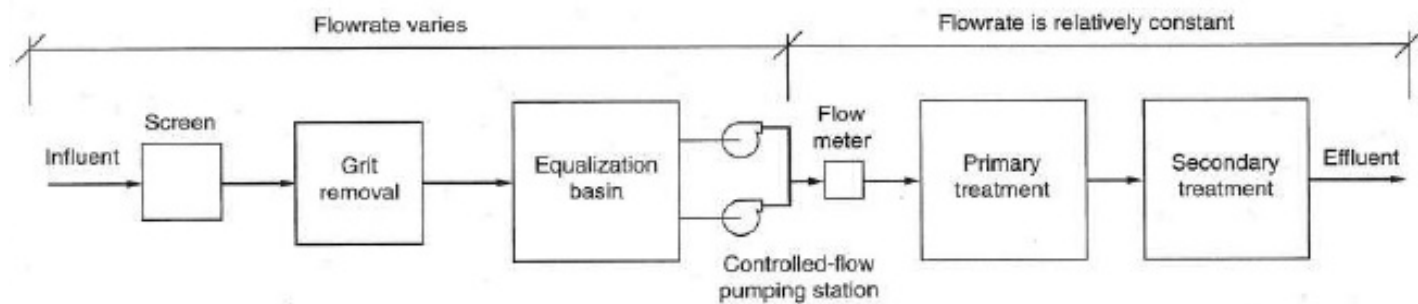 Flowrate varies
Flowrate is relatively constant
Influent
Screen
Grit
removal
Equalization
basin
Controlled-flow
pumping station
Flow
meter
Primary
treatment
Secondary
treatment
Effluent